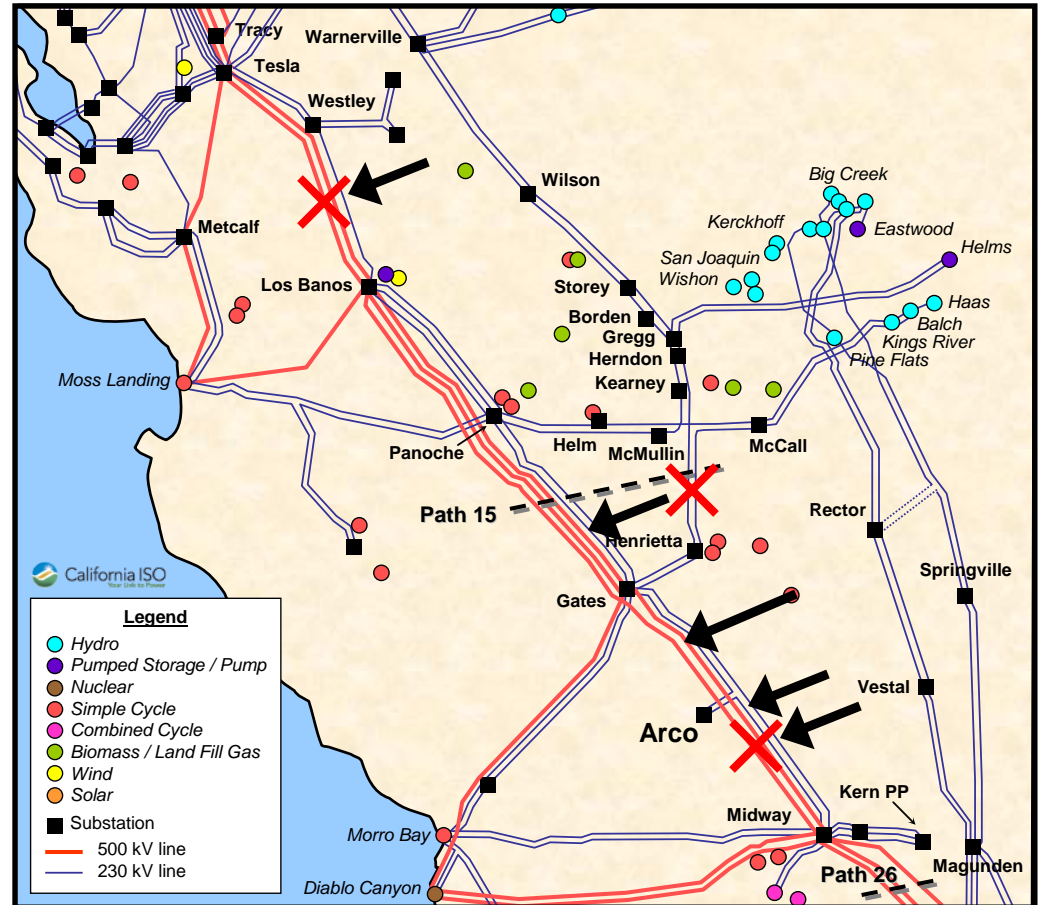 Tracy
Warnerville
Tesla
Westley
Big Creek
Wilson
Kerckhoff
Metcalf
Eastwood
Helms
San Joaquin
Wishon
Los Banos
Storey
Haas
Borden
Balch
Gregg
Kings River
Herndon
Pine Flats
Moss Landing
Kearney
Panoche
Helm
McMullin
McCall
Path 15
Rector
Henrietta
California ISO
Your Link to Power
Springville
Gates
Legend
Hydro
Pumped Storage / Pump
Nuclear
Simple Cycle
Combined Cycle
Biomass / Land Fill Gas
Wind
Solar
Substation
500 kV line
230 kV line
Vestal
Arco
Kern PP
Midway
Morro Bay
Magunden
Path 26
Diablo Canyon